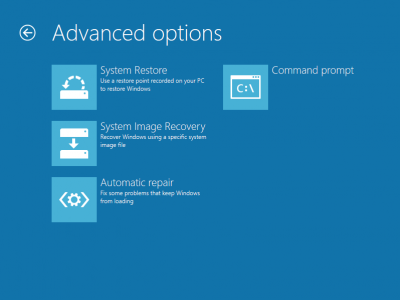 Advanced options
System Restore
Use a restore point recorded on your PC
to restore Windows
Command prompt
C:\
System Image Recovery
Recover Windows using a specific system
image file
Automatic repair
Fix some problems that keep Windows
from loading